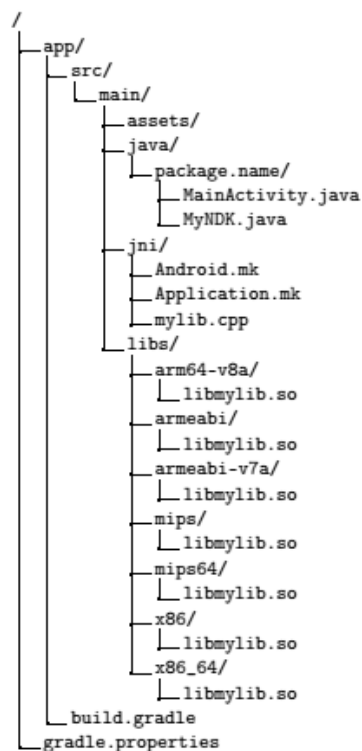 /
app/
src/
main/
assets/
java/
package.name/
MainActivity.java
MyNDK.java
jni/
Android.mk
Application.mk
mylib.cpp
libs/
arm64-v8a/
libmylib.so
armeabi/
libmylib.so
armeabi-v7a/
libmylib.so
mips/
libmylib.so
mips64/
libmylib.so
x86/
libmylib.so
x86_64/
libmylib.so
build.gradle
gradle.properties